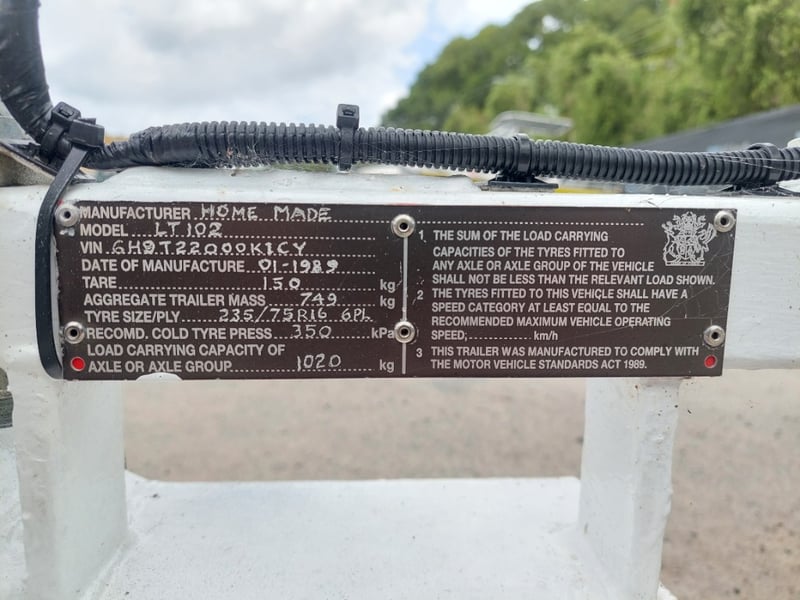 MANUFACTURER HOME MADE
MODEL LT102
VIN 6H9T22Q00K1CY
DATE OF MANUFACTURE 01-1989
TARE 150 kg
AGGREGATE TRAILER MASS 749 kg
TYRE SIZE/PLY 235/75R16 6PL
RECOMD. COLD TYRE PRESS. 350 kPa
LOAD CARRYING CAPACITY OF
AXLE OR AXLE GROUP 1020 kg
1 THE SUM OF THE LOAD CARRYING
CAPACITIES OF THE TYRES FITTED TO
ANY AXLE OR AXLE GROUP OF THE VEHICLE
SHALL NOT BE LESS THAN THE RELEVANT LOAD SHOWN.
2 THE TYRES FITTED TO THIS VEHICLE SHALL HAVE A
SPEED CATEGORY AT LEAST EQUAL TO THE
RECOMMENDED MAXIMUM VEHICLE OPERATING
SPEED; km/h
3 THIS TRAILER WAS MANUFACTURED TO COMPLY WITH
THE MOTOR VEHICLE STANDARDS ACT 1989.